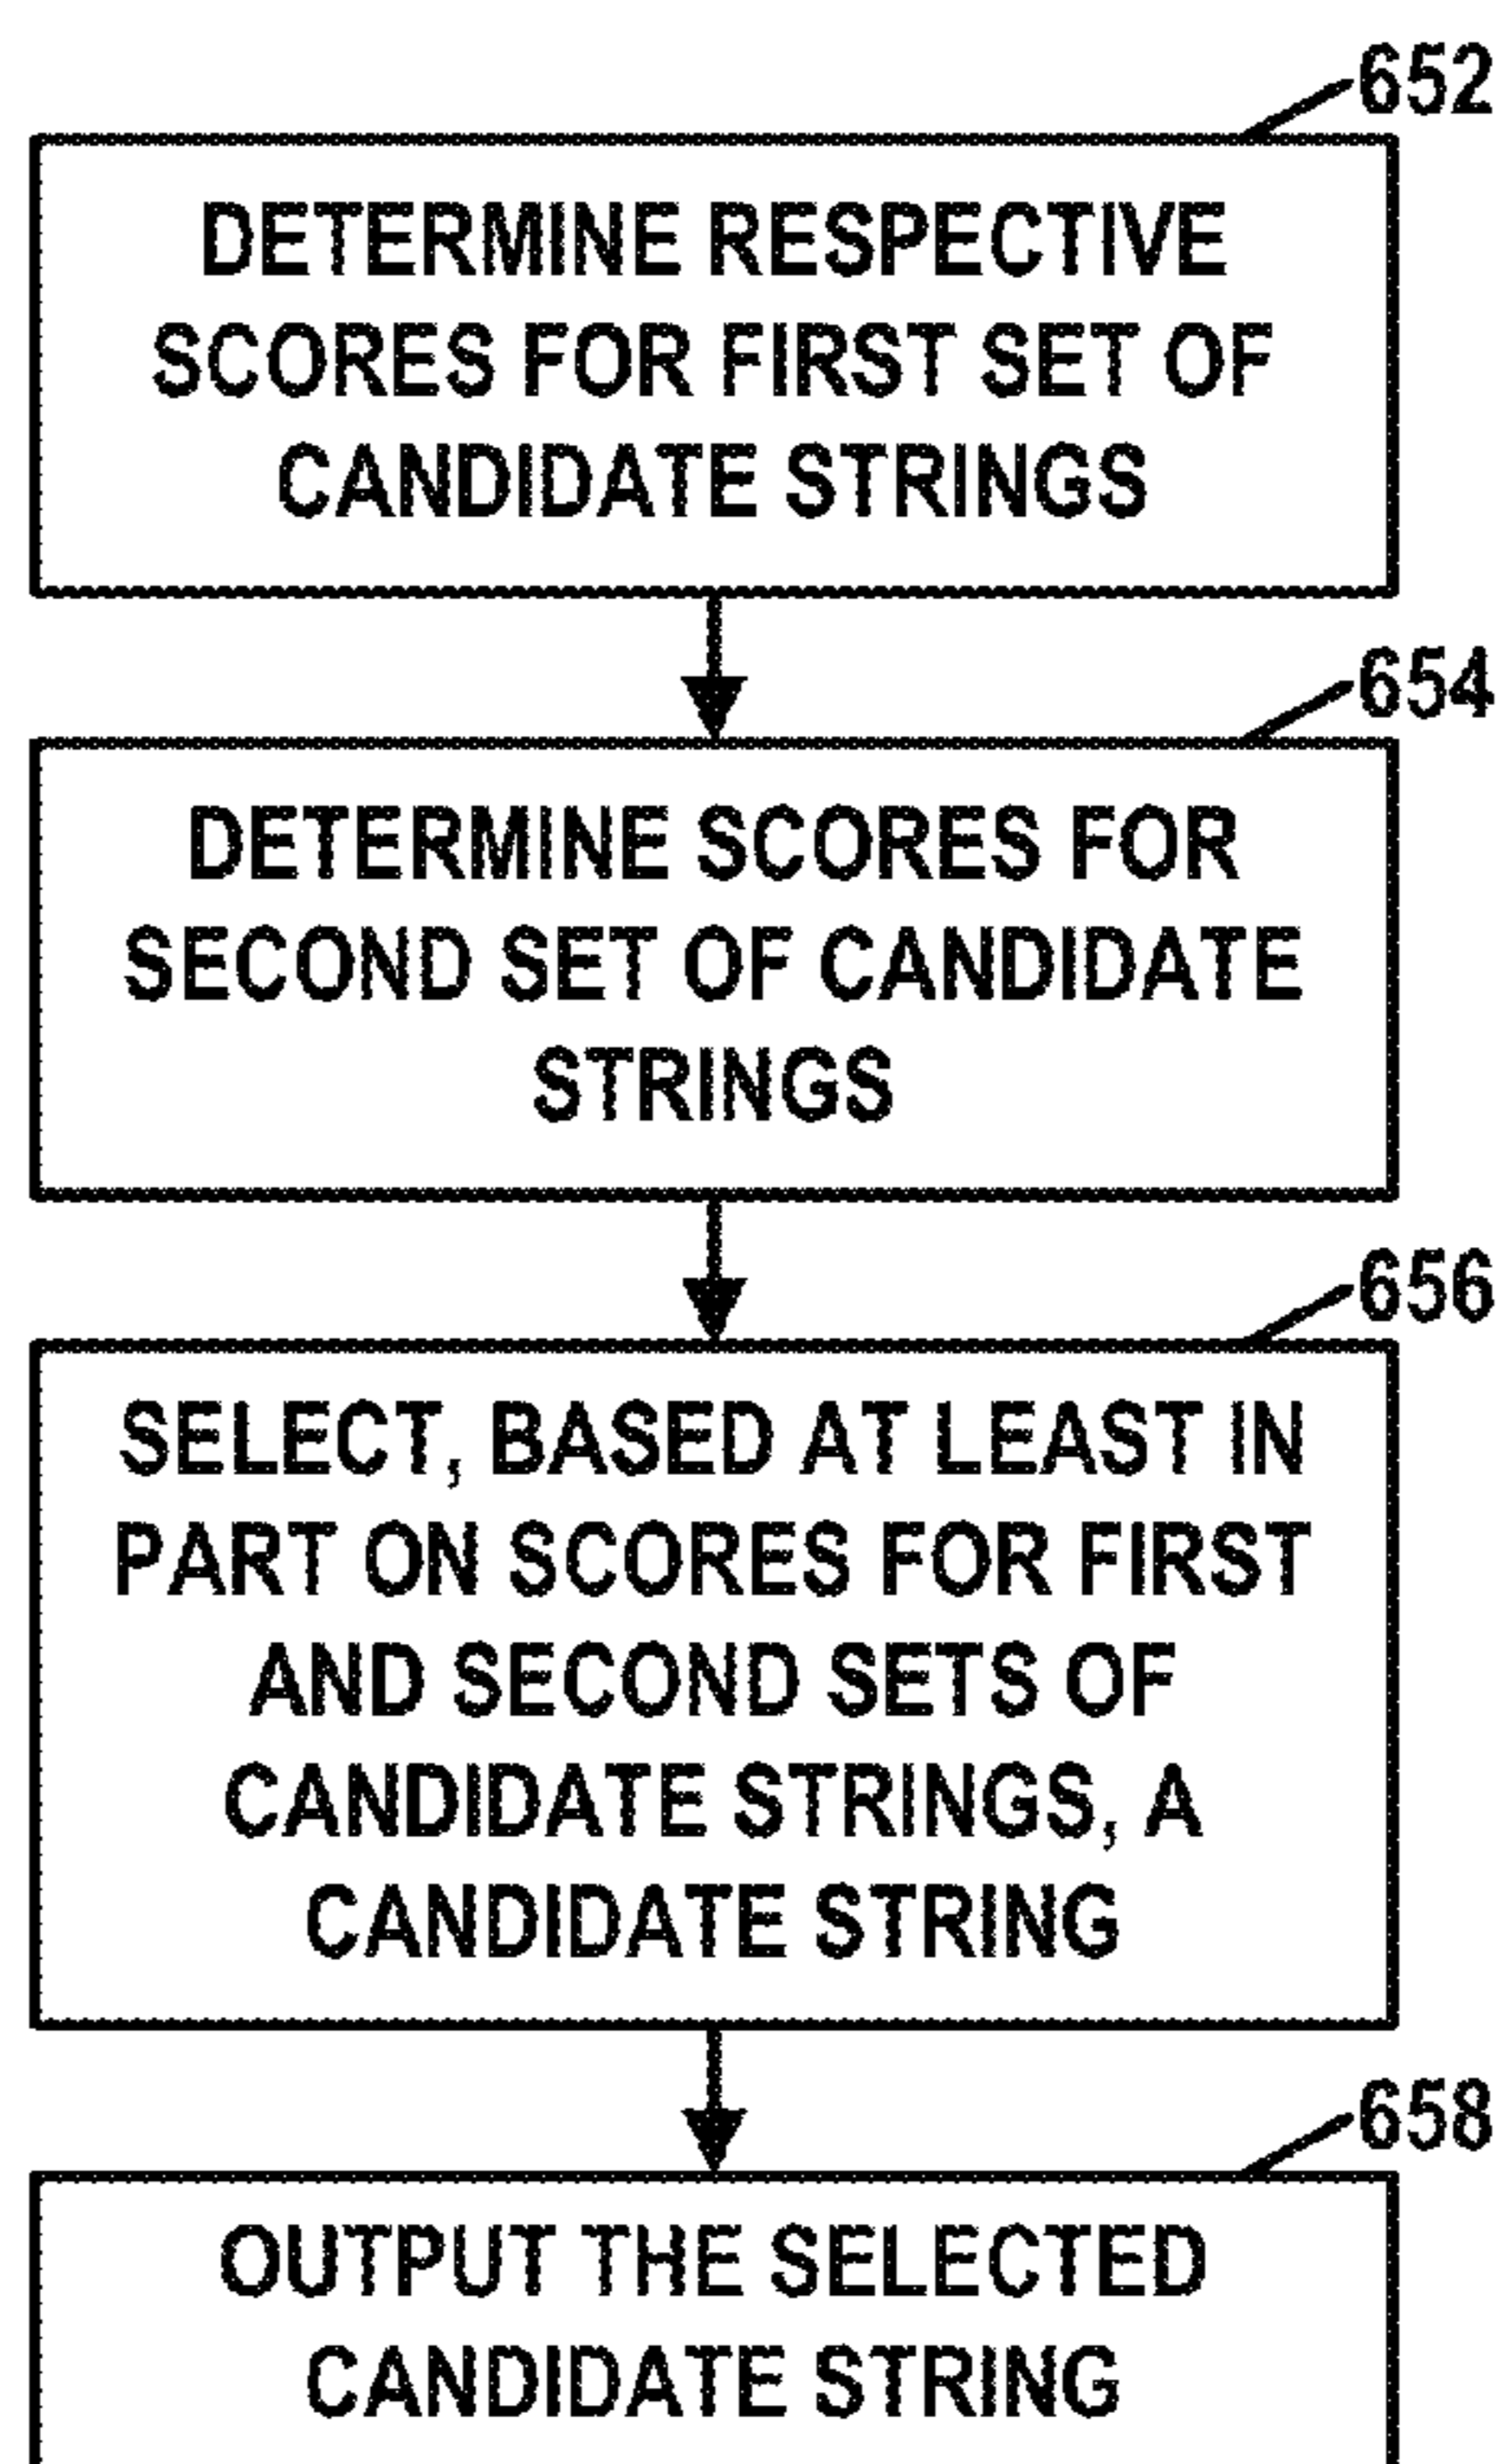 652
DETERMINE RESPECTIVE
SCORES FOR FIRST SET OF
CANDIDATE STRINGS
654
DETERMINE SCORES FOR
SECOND SET OF CANDIDATE
STRINGS
656
SELECT, BASED AT LEAST IN
PART ON SCORES FOR FIRST
AND SECOND SETS OF
CANDIDATE STRINGS, A
CANDIDATE STRING
658
OUTPUT THE SELECTED
CANDIDATE STRING